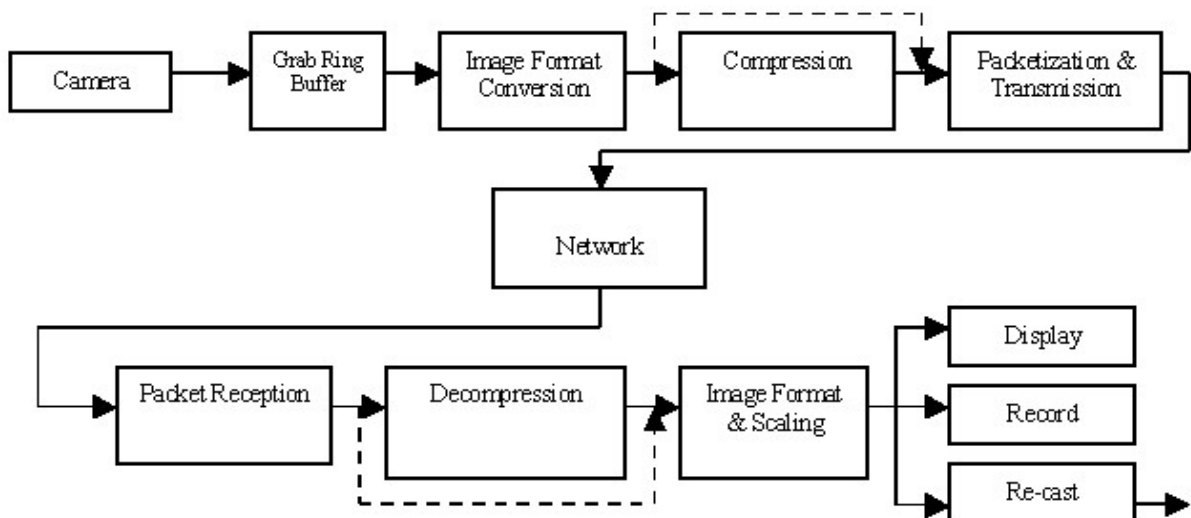 Camera
Grab Ring
Buffer
Image Format
Conversion
Compression
Packetization &
Transmission
Network
Packet Reception
Decompression
Image Format
& Scaling
Display
Record
Re-cast